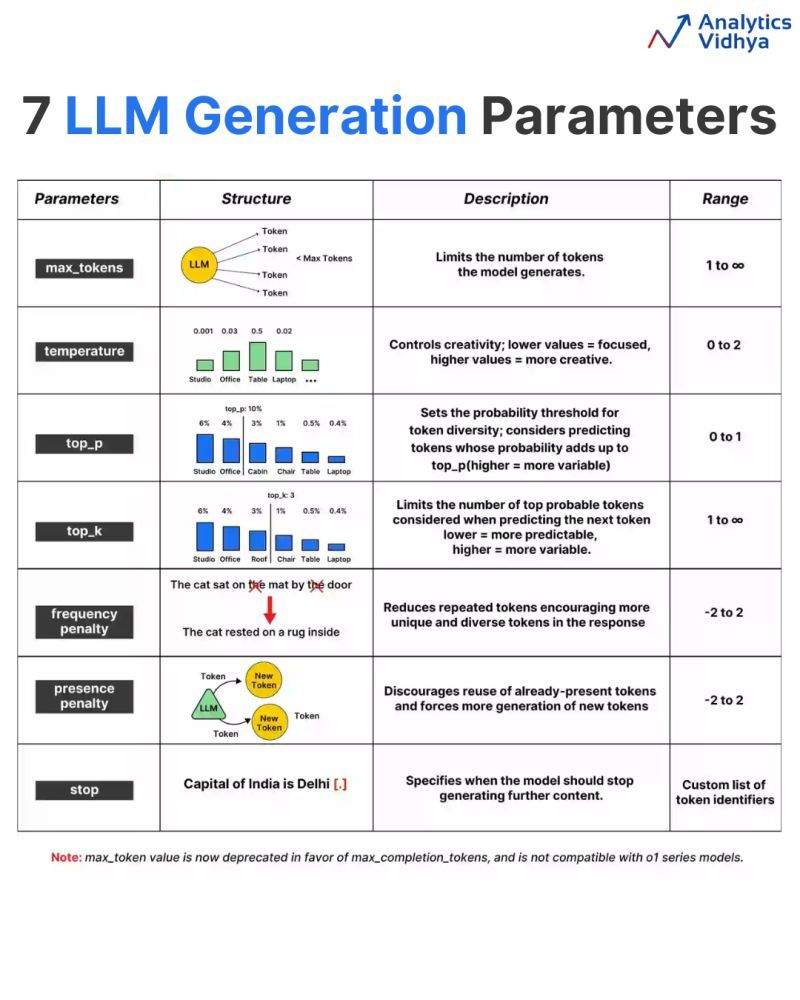 Analytics
Vidhya
7 LLM Generation Parameters
Parameters Structure Description Range
max_tokens
LLM
Token
Token
Token
Token
< Max Tokens
Limits the number of tokens
the model generates.
1 to ∞
temperature
0.001 0.03 0.5 0.02
Studio Office Table Laptop ...
Controls creativity; lower values = focused,
higher values = more creative.
0 to 2
top_p
top_p: 10%
6% 4% 3% 1% 0.5% 0.4%
Studio Office Cabin Chair Table Laptop
Sets the probability threshold for
token diversity; considers predicting
tokens whose probability adds up to
top_p(higher = more variable)
0 to 1
top_k
top_k: 3
6% 4% 3% 1% 0.5% 0.4%
Studio Office Roof Chair Table Laptop
Limits the number of top probable tokens
considered when predicting the next token
lower = more predictable,
higher = more variable.
1 to ∞
frequency
penalty
The cat sat on the mat by the door
The cat rested on a rug inside
Reduces repeated tokens encouraging more
unique and diverse tokens in the response
-2 to 2
presence
penalty
LLM
Token
New
Token
Token
New
Token
Token
Discourages reuse of already-present tokens
and forces more generation of new tokens
-2 to 2
stop
Capital of India is Delhi [.]
Specifies when the model should stop
generating further content.
Custom list of
token identifiers
Note: max_token value is now deprecated in favor of max_completion_tokens, and is not compatible with o1 series models.